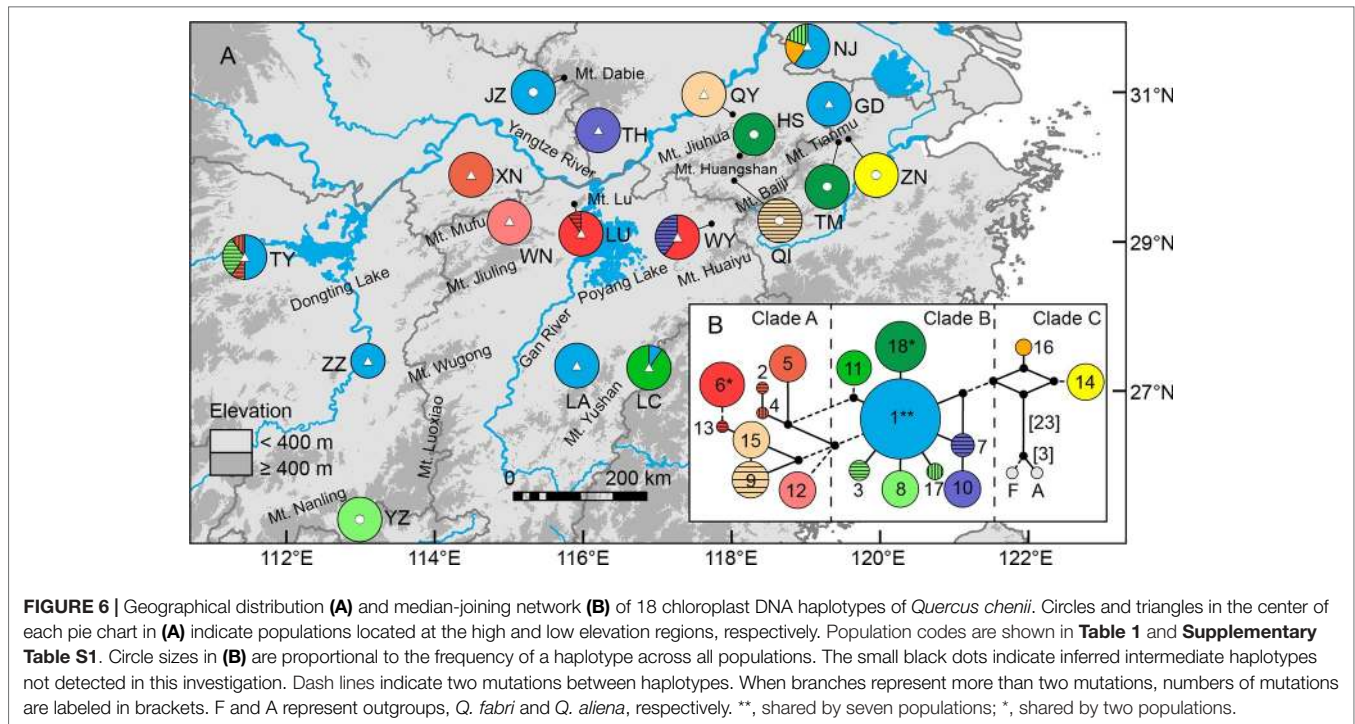 A
NJ
31°N
Mt. Dabie
JZ
QY
GD
HS
TH
Yangtze River
Mt. Jiuhua
Mt. Tianmu
Mt. Huangshan
ZN
XN
Mt. Baiji
TM
Mt. Lu
29°N
Mt. Mufu
WN
LU
WY
QI
TY
Mt. Jiuling
Poyang Lake
Mt. Huaiyu
Dongting Lake
Gan River
ZZ
Mt. Wugong
LA
LC
Mt. Yushan
27°N
Elevation
< 400 m
≥ 400 m
Mt. Luoxiao
0 200 km
Mt. Nanling
YZ
112°E 114°E 116°E 118°E 120°E 122°E
B
Clade A Clade B Clade C
5 11 18* 16
6* 2 14
4 1**
13
15 7 [23]
9 12 3 8 17 10 [3]
F A
FIGURE 6 | Geographical distribution (A) and median-joining network (B) of 18 chloroplast DNA haplotypes of Quercus chenii. Circles and triangles in the center of
each pie chart in (A) indicate populations located at the high and low elevation regions, respectively. Population codes are shown in Table 1 and Supplementary
Table S1. Circle sizes in (B) are proportional to the frequency of a haplotype across all populations. The small black dots indicate inferred intermediate haplotypes
not detected in this investigation. Dash lines indicate two mutations between haplotypes. When branches represent more than two mutations, numbers of mutations
are labeled in brackets. F and A represent outgroups, Q. fabri and Q. aliena, respectively. **, shared by seven populations; *, shared by two populations.